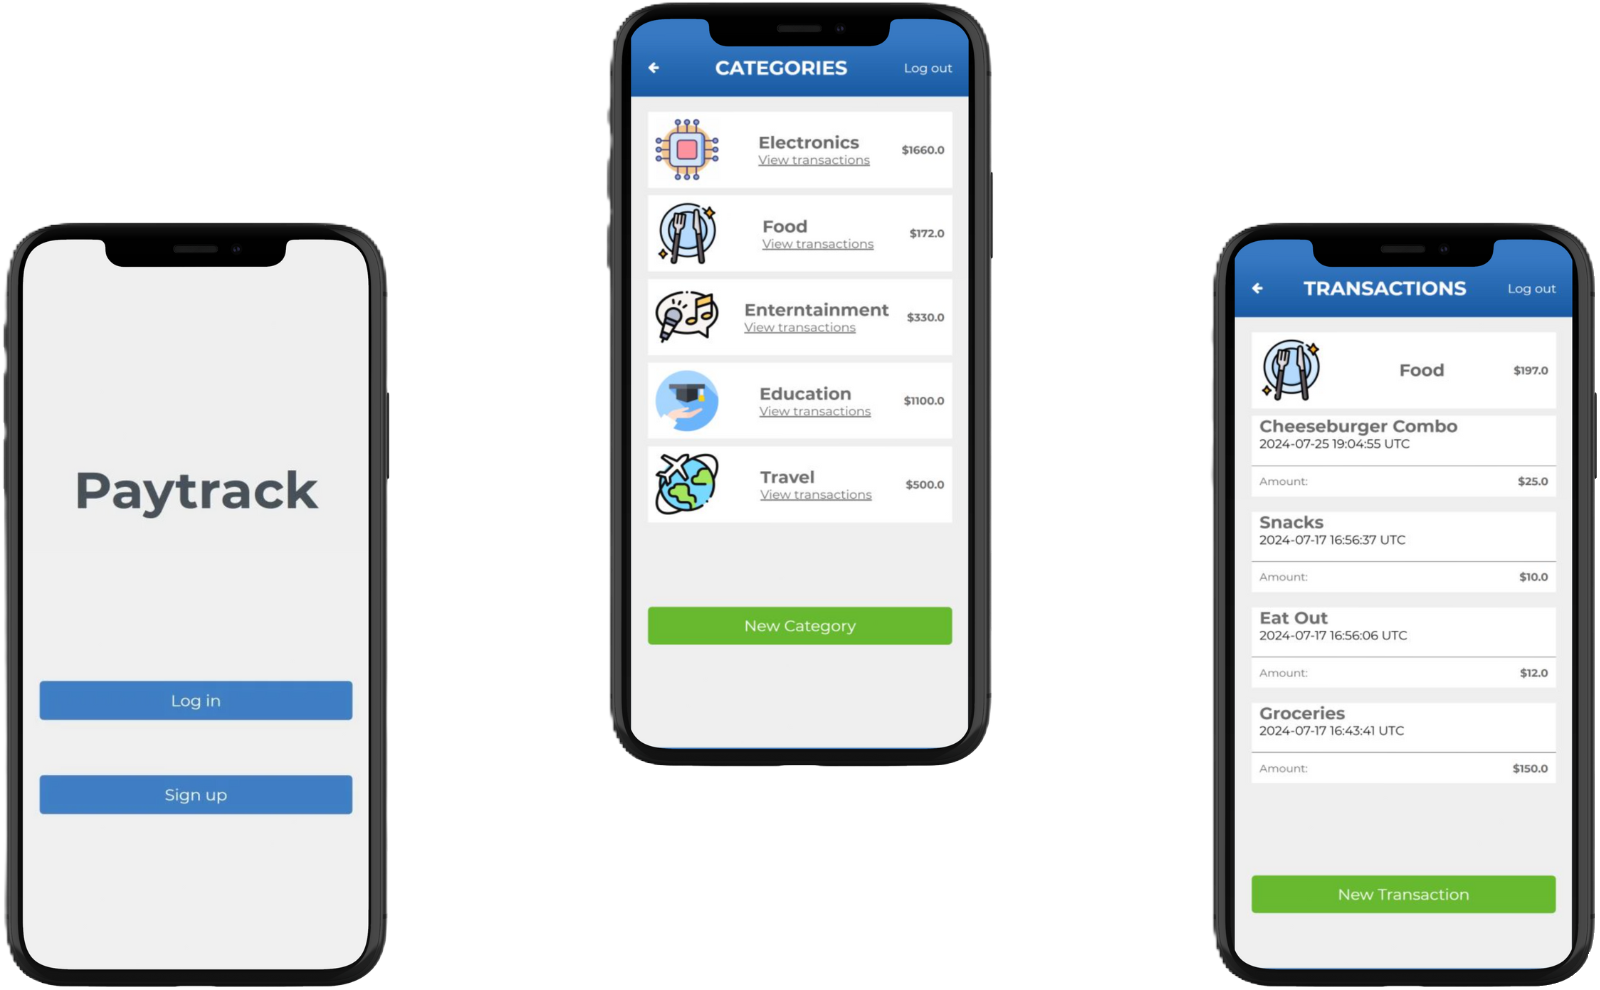 Paytrack
Log in
Sign up
CATEGORIES
Log out
Electronics
View transactions
$1660.0
Food
View transactions
$172.0
Enterntainment
View transactions
$330.0
Education
View transactions
$1100.0
Travel
View transactions
$500.0
New Category
TRANSACTIONS
Log out
Food
$197.0
Cheeseburger Combo
2024-07-25 19:04:55 UTC
Amount: $25.0
Snacks
2024-07-17 16:56:37 UTC
Amount: $10.0
Eat Out
2024-07-17 16:56:06 UTC
Amount: $12.0
Groceries
2024-07-17 16:43:41 UTC
Amount: $150.0
New Transaction